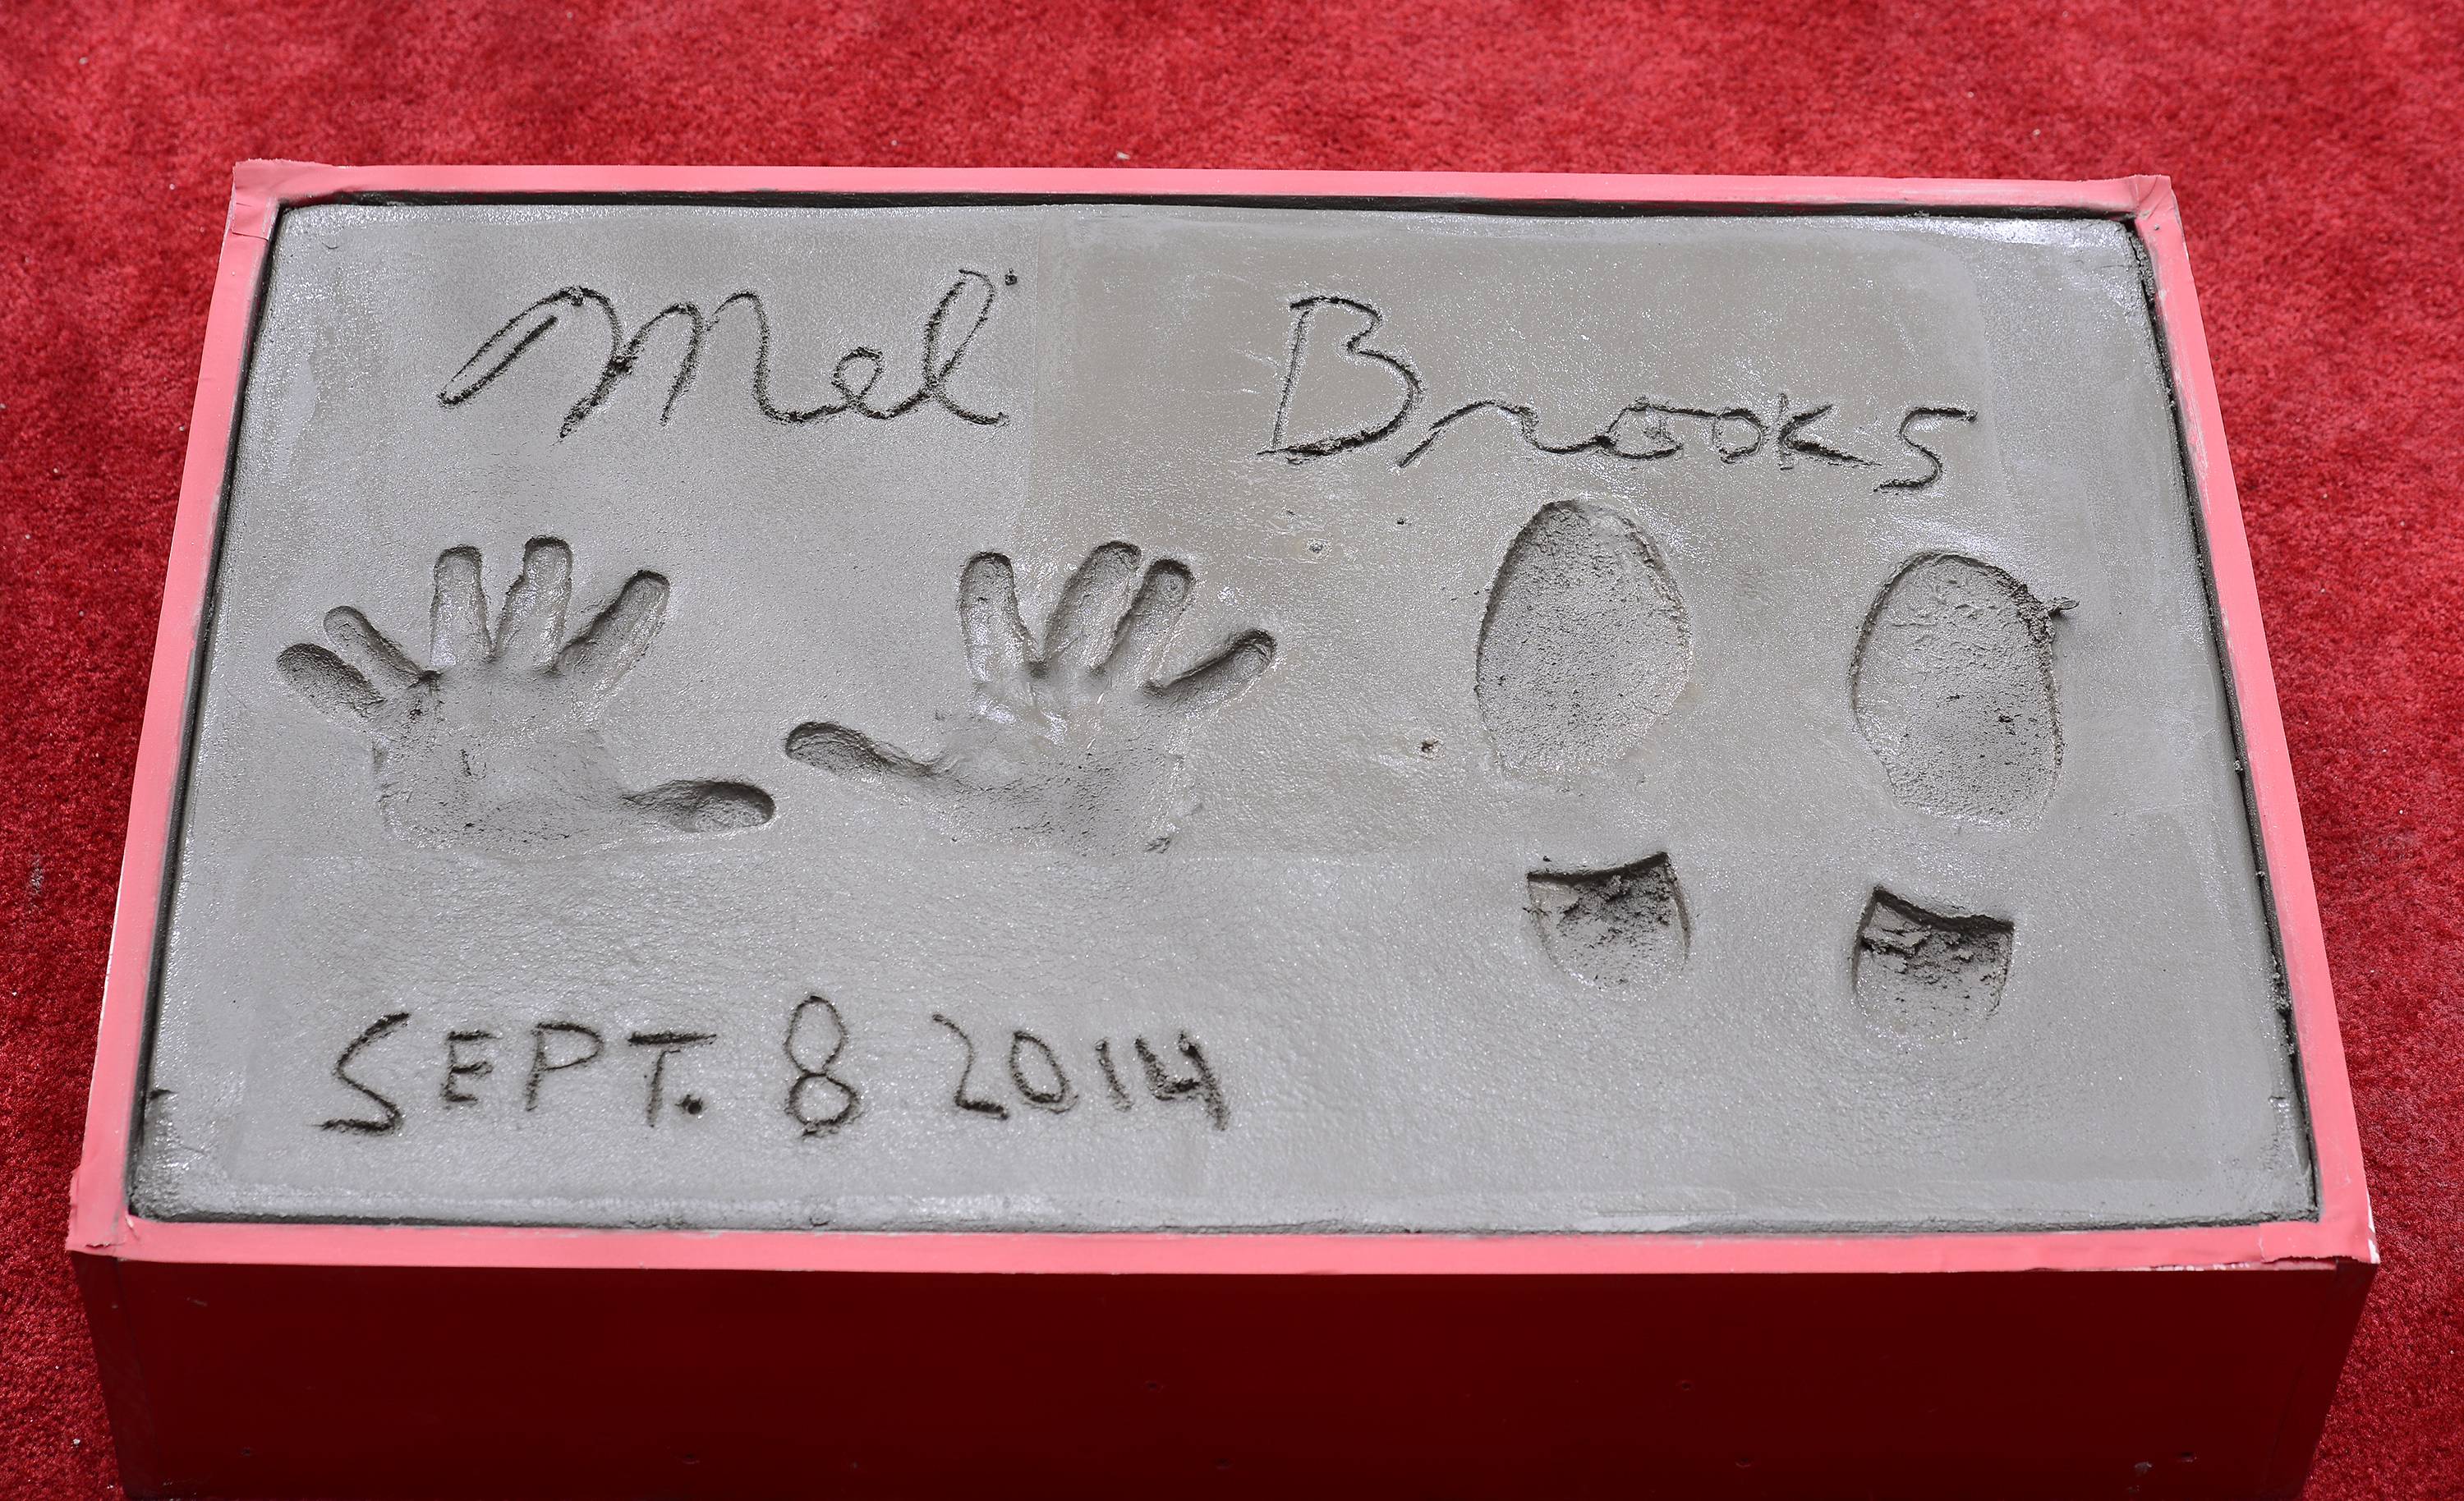 Mel Brooks
SEPT. 8 2014